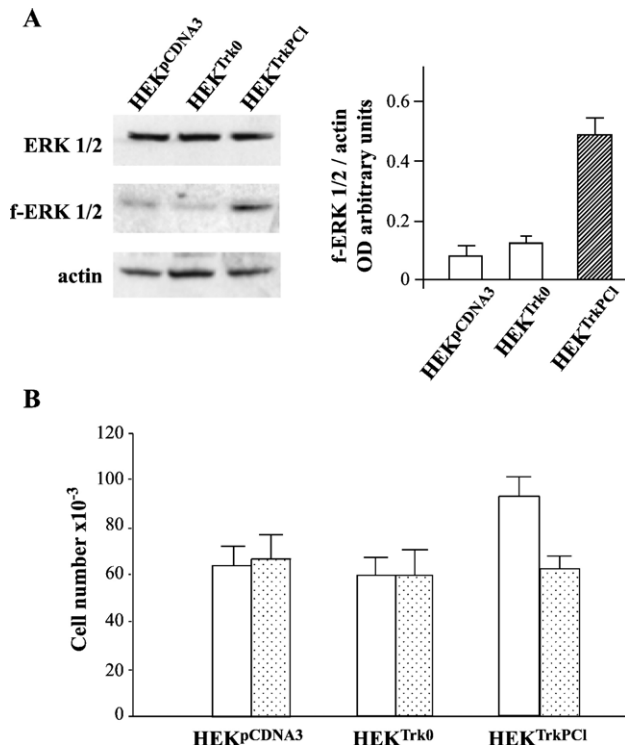 A
HEKpCDNA3
HEKTrk0
HEKTrkPCl
ERK 1/2
f-ERK 1/2
actin
f-ERK 1/2 / actin
OD arbitrary units
0.6
0.4
0.2
0
HEKpCDNA3
HEKTrk0
HEKTrkPCl
B
Cell number x10-3
120
100
80
60
40
20
0
HEKpCDNA3 HEKTrk0 HEKTrkPCl